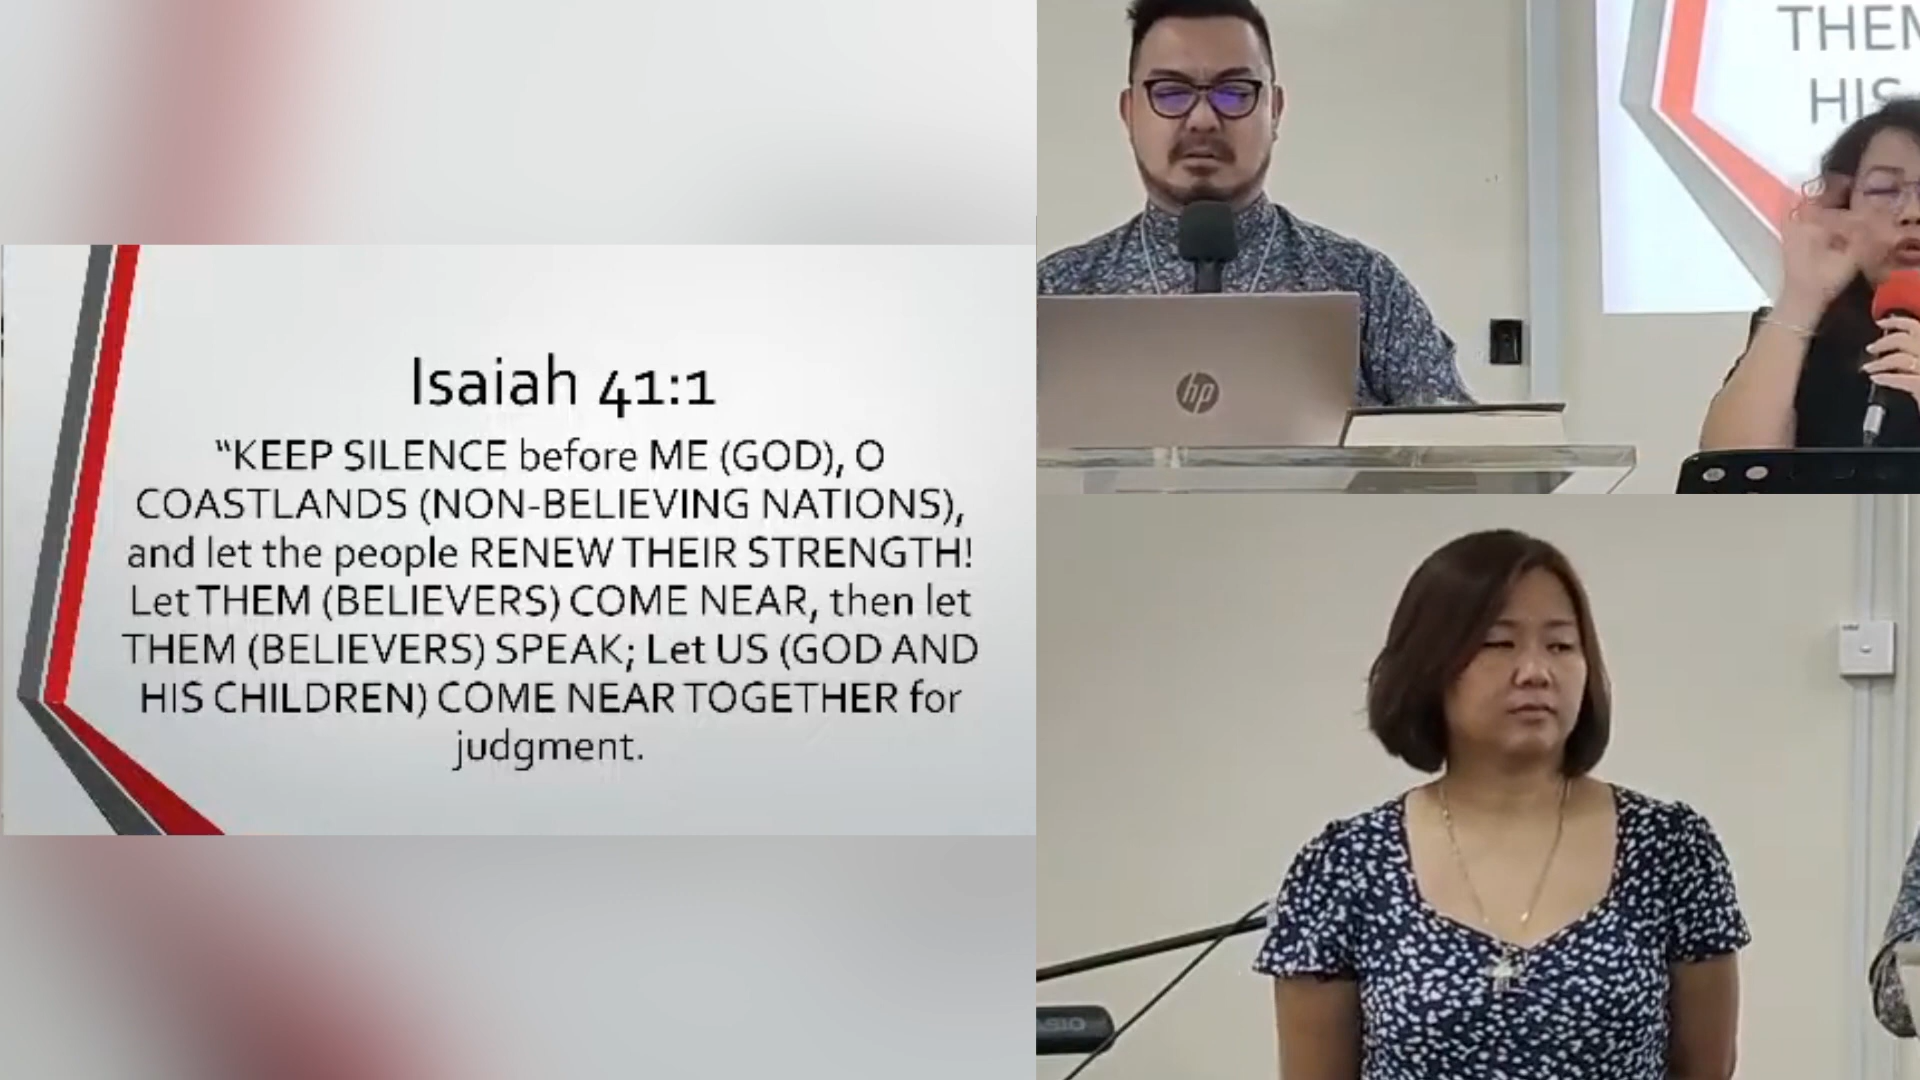 Isaiah 41:1
“KEEP SILENCE before ME (GOD), O
COASTLANDS (NON-BELIEVING NATIONS),
and let the people RENEW THEIR STRENGTH!
Let THEM (BELIEVERS) COME NEAR, then let
THEM (BELIEVERS) SPEAK; Let US (GOD AND
HIS CHILDREN) COME NEAR TOGETHER for
judgment.
THEM
HIS
hp